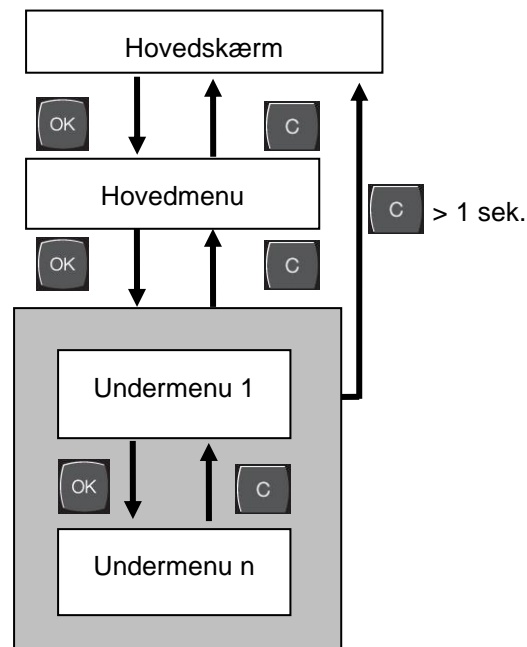 Hovedskærm
OK
C
Hovedmenu
C > 1 sek.
OK
C
Undermenu 1
OK
C
Undermenu n